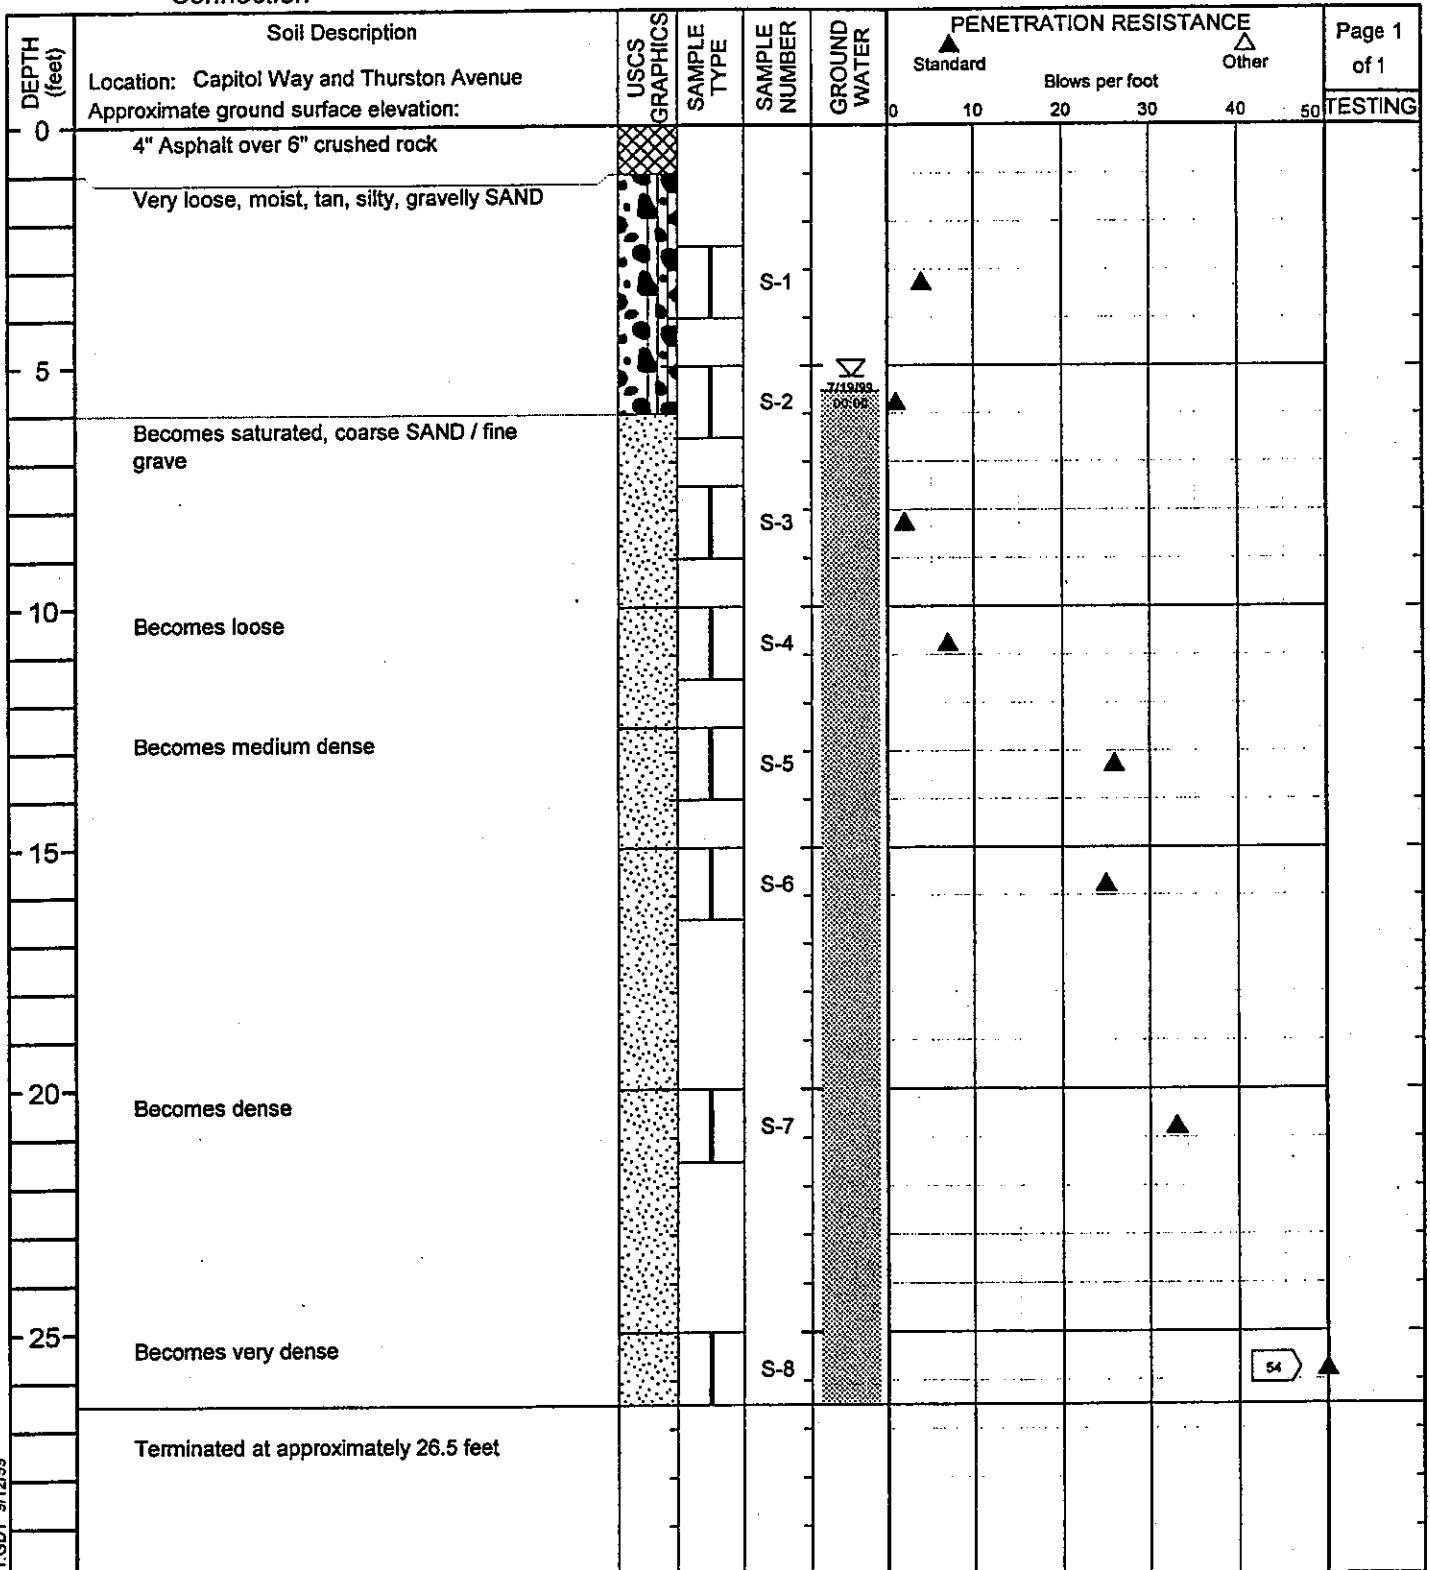 Connection
DEPTH
(feet)
Soil Description
Location: Capitol Way and Thurston Avenue
Approximate ground surface elevation:
USCS
GRAPHICS
SAMPLE
TYPE
SAMPLE
NUMBER
GROUND
WATER
PENETRATION RESISTANCE
Standard
Other
Blows per foot
0 10 20 30 40 50
Page 1
of 1
TESTING
0
4" Asphalt over 6" crushed rock
Very loose, moist, tan, silty, gravelly SAND
S-1
5
7/19/99
00:00
S-2
Becomes saturated, coarse SAND / fine
grave
S-3
10
Becomes loose
S-4
Becomes medium dense
S-5
15
S-6
20
Becomes dense
S-7
25
Becomes very dense
S-8
54
Terminated at approximately 26.5 feet
T.GDT 9/12/99